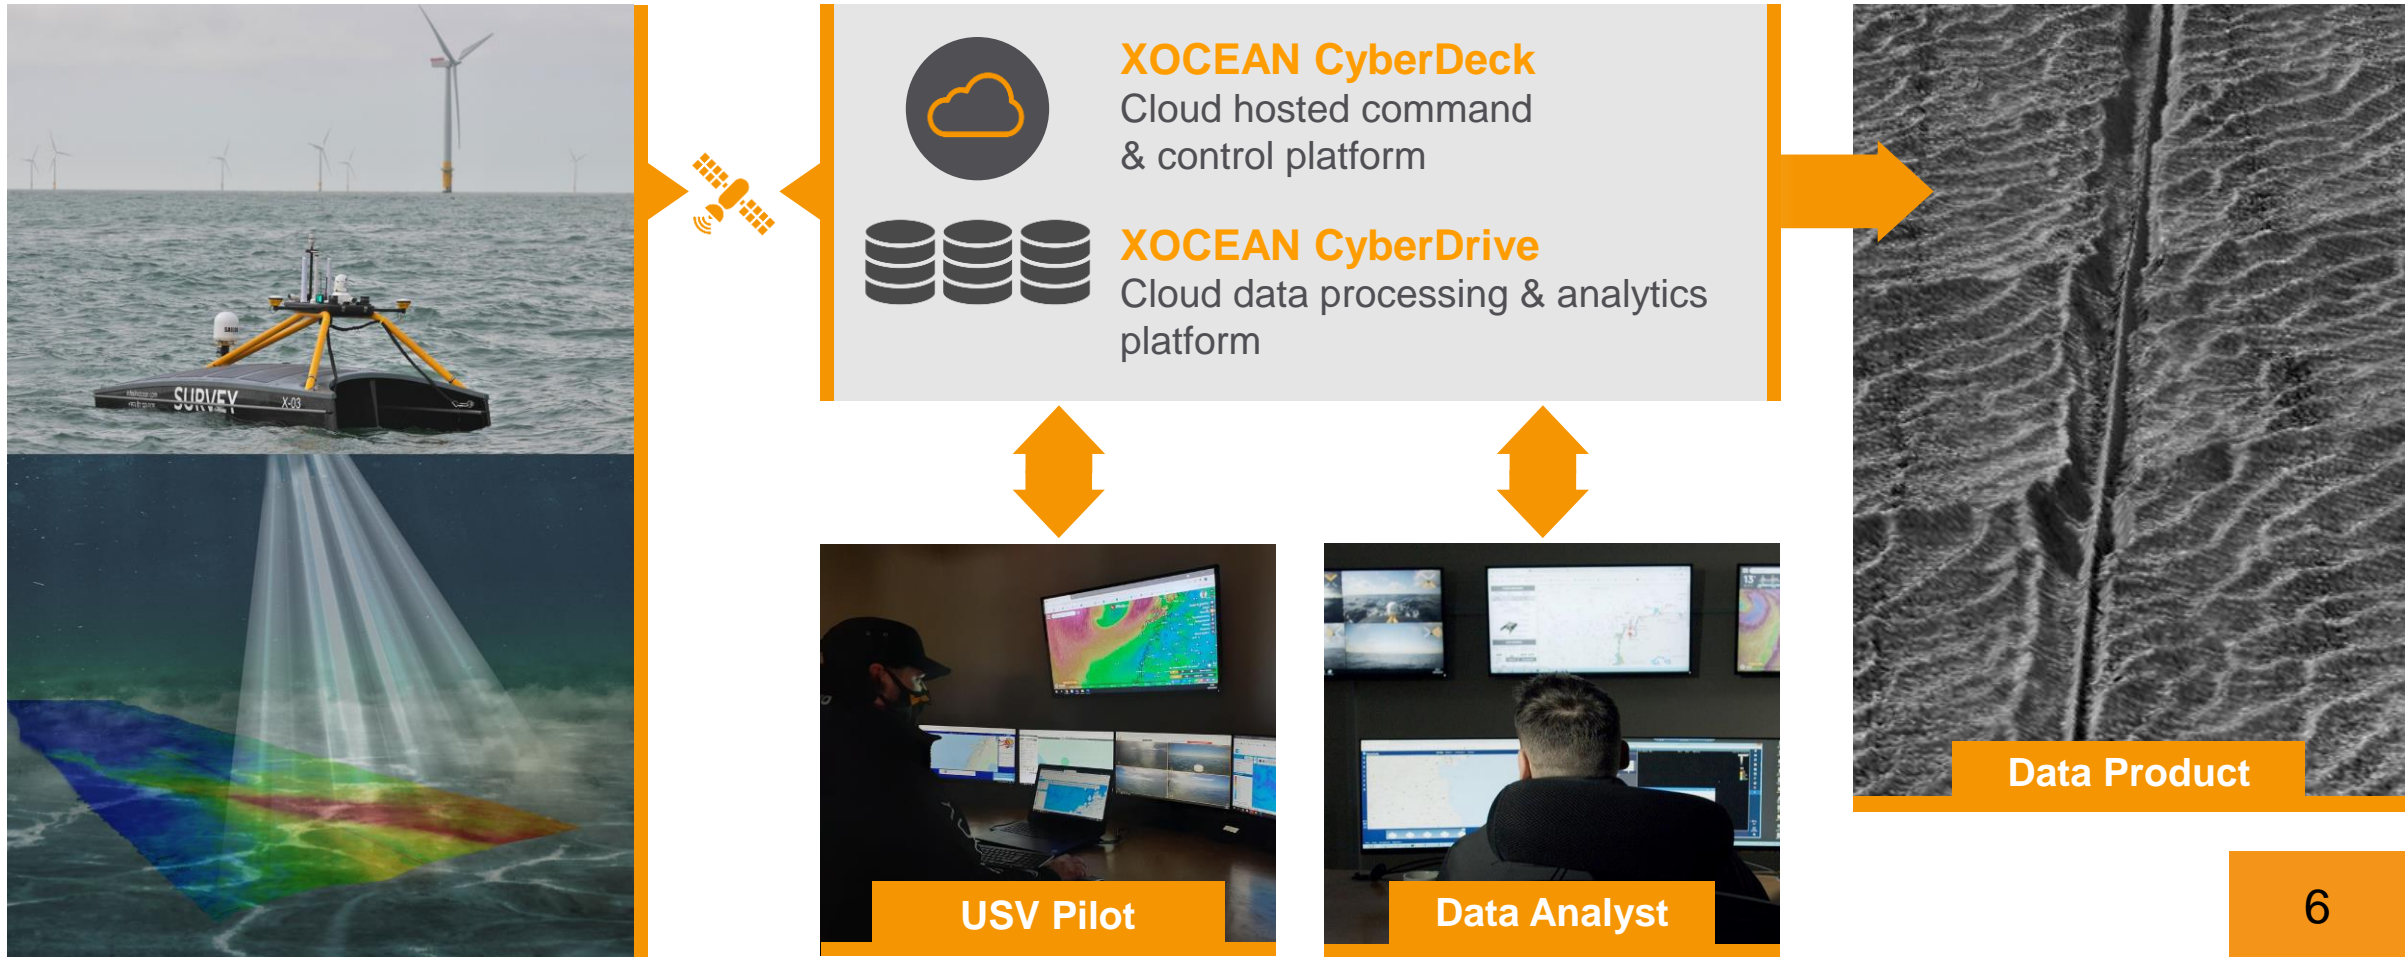 XOCEAN CyberDeck
Cloud hosted command
& control platform
XOCEAN CyberDrive
Cloud data processing & analytics
platform
SURVEY
X-03
USV Pilot
Data Analyst
Data Product
6